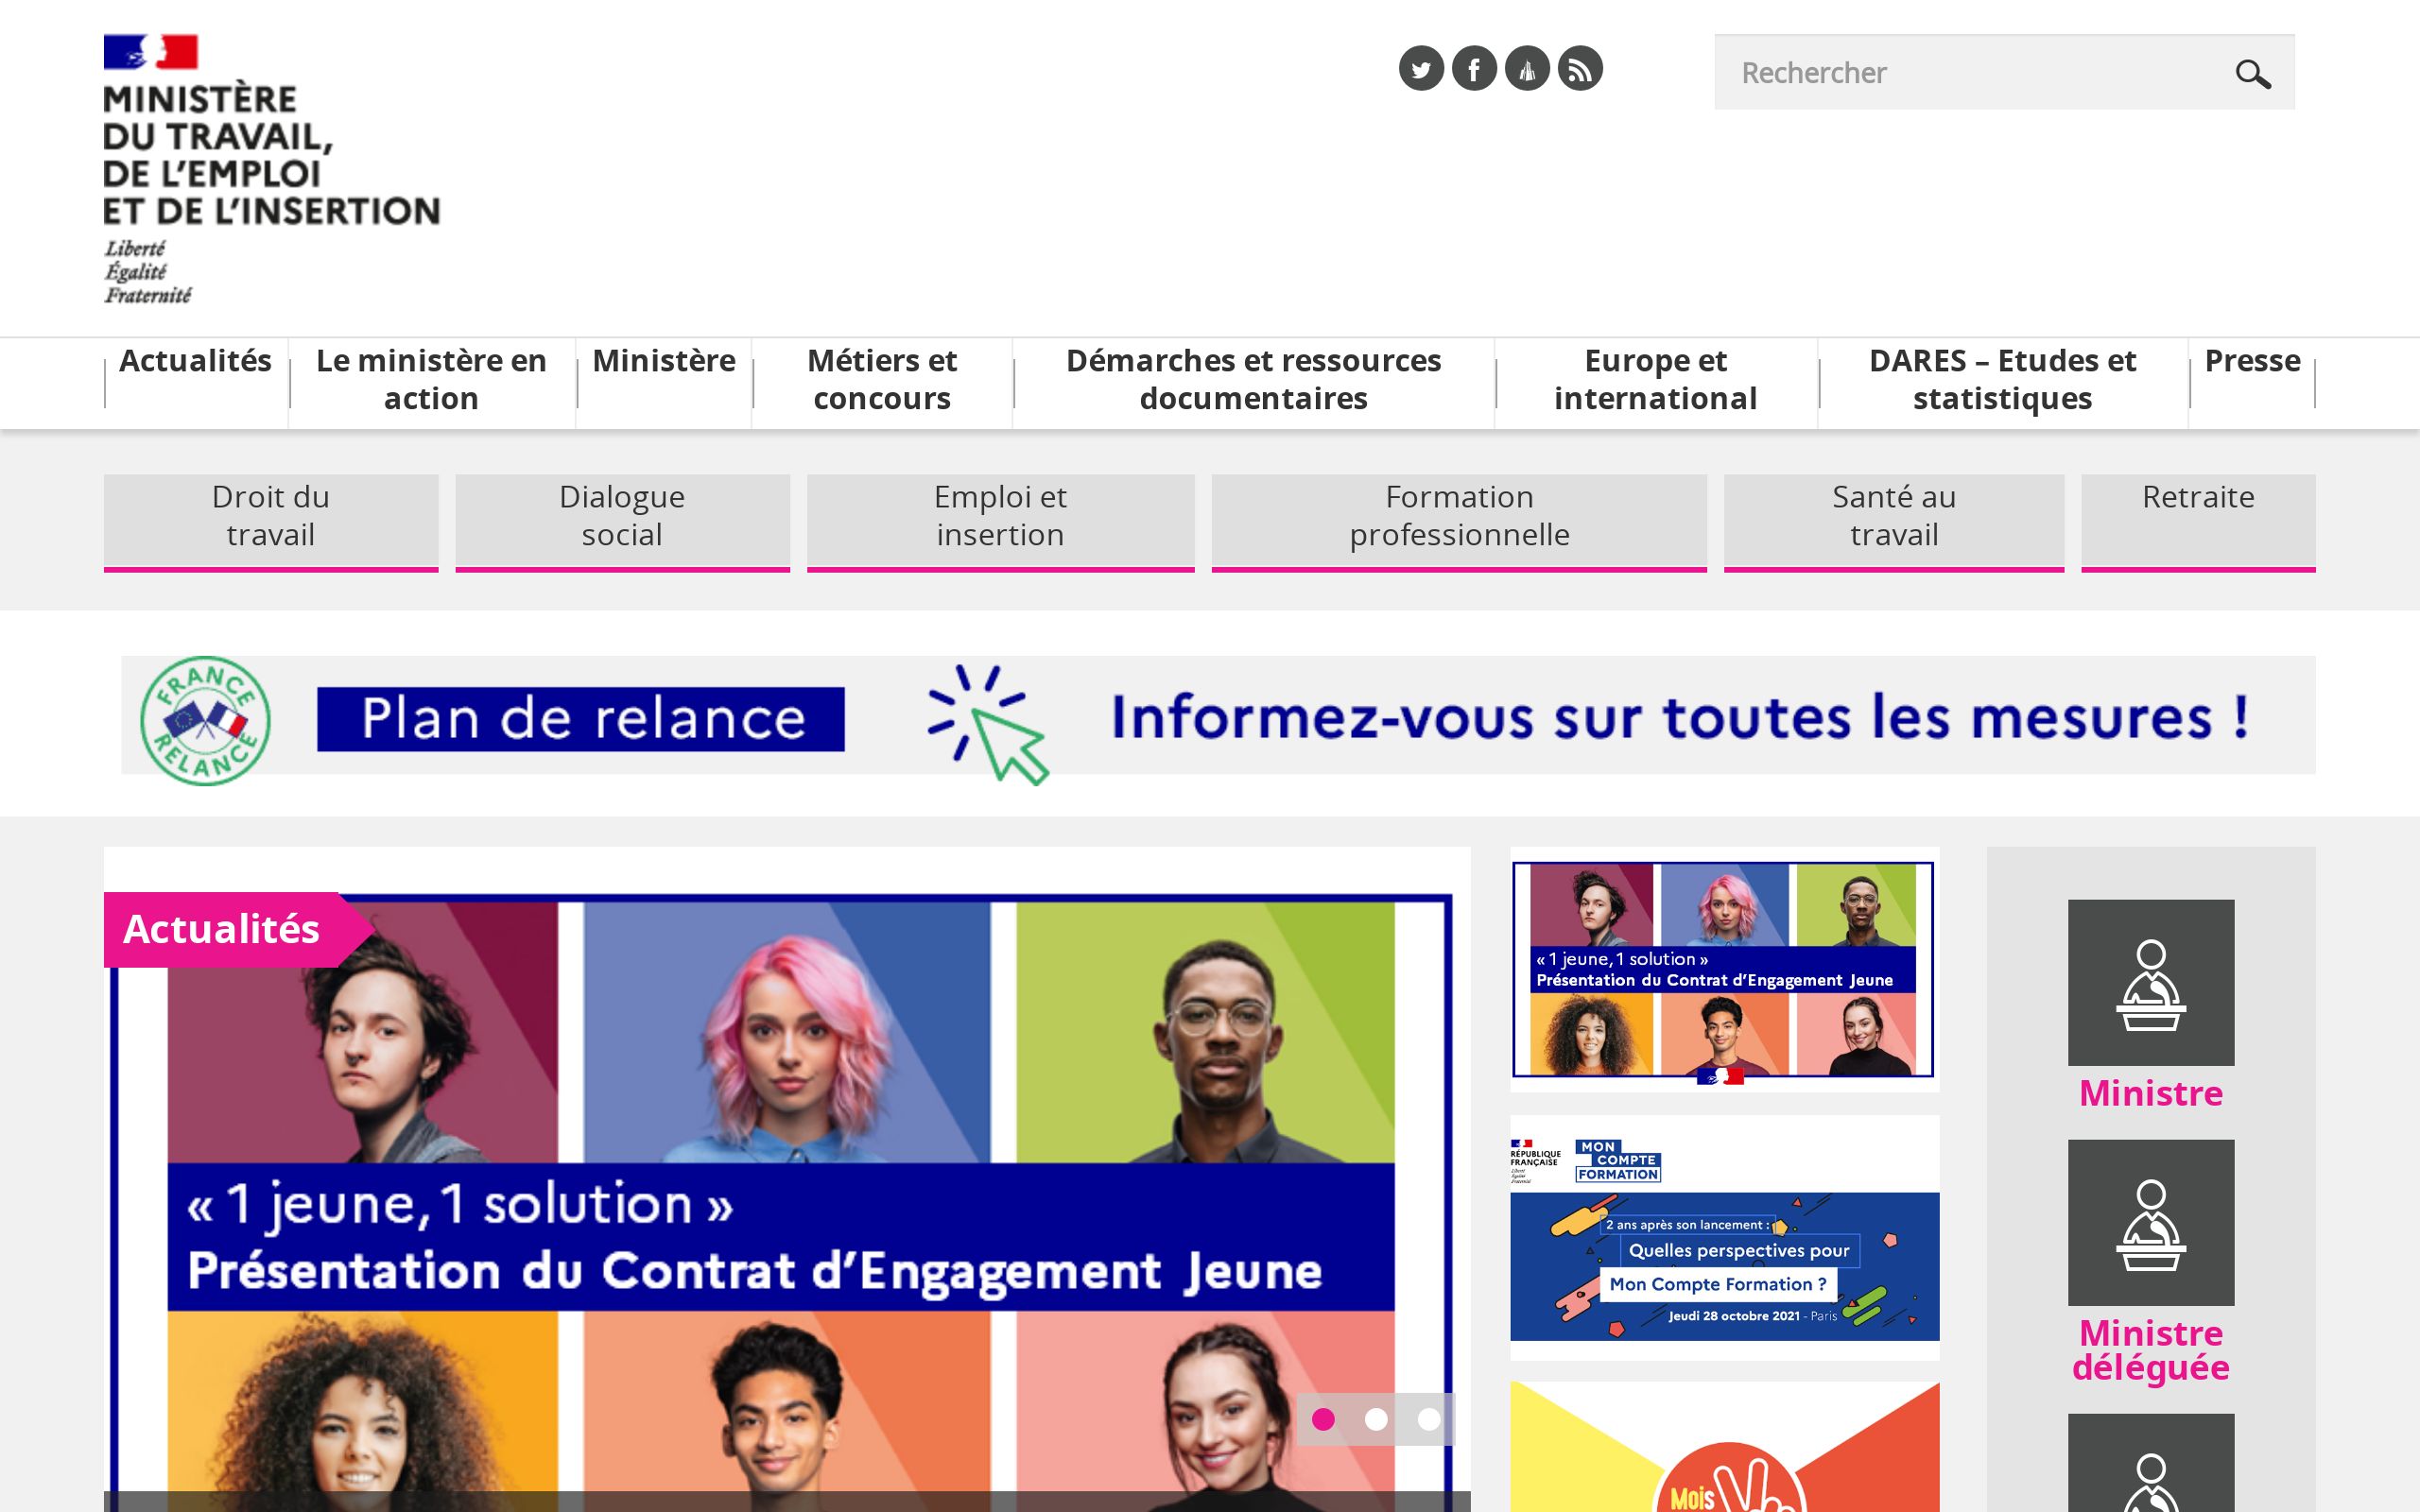 MINISTÈRE
DU TRAVAIL,
DE L'EMPLOI
ET DE L'INSERTION
Liberté
Égalité
Fraternité
Rechercher
Actualités
Le ministère en
action
Ministère
Métiers et
concours
Démarches et ressources
documentaires
Europe et
international
DARES – Etudes et
statistiques
Presse
Droit du
travail
Dialogue
social
Emploi et
insertion
Formation
professionnelle
Santé au
travail
Retraite
FRANCE
RELANCE
Plan de relance
Informez-vous sur toutes les mesures !
Actualités
« 1 jeune, 1 solution »
Présentation du Contrat d'Engagement Jeune
« 1 jeune, 1 solution »
Présentation du Contrat d'Engagement Jeune
RÉPUBLIQUE
FRANÇAISE
Liberté
Égalité
Fraternité
MON
COMPTE
FORMATION
2 ans après son lancement :
Quelles perspectives pour
Mon Compte Formation ?
Jeudi 28 octobre 2021 - Paris
Mois
Ministre
Ministre
déléguée